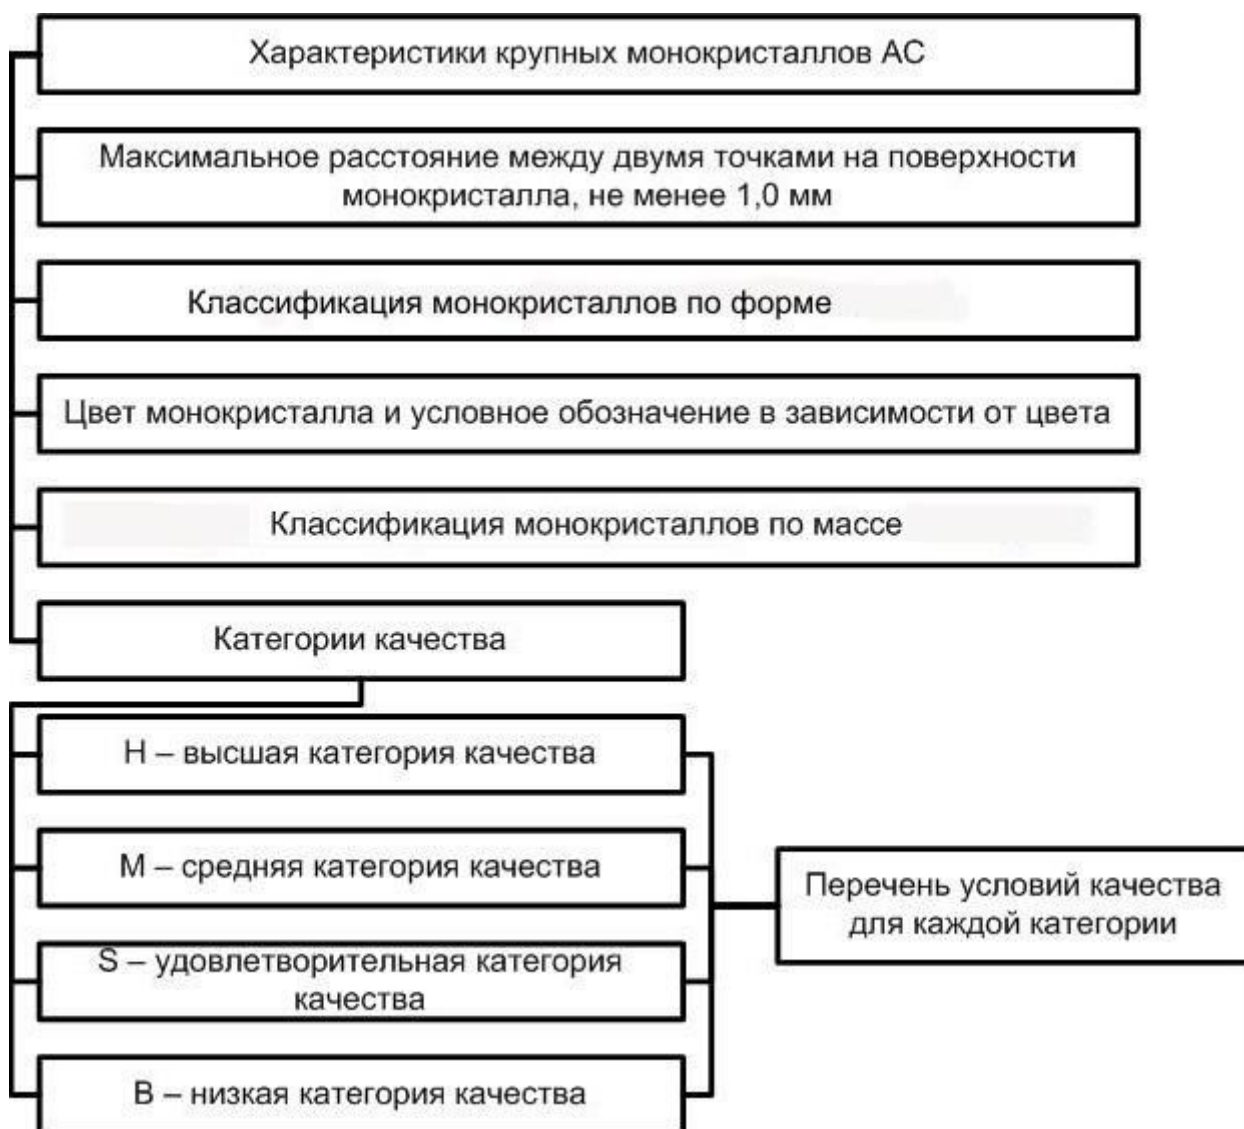 Характеристики крупных монокристаллов АС
Максимальное расстояние между двумя точками на поверхности
монокристалла, не менее 1,0 мм
Классификация монокристаллов по форме
Цвет монокристалла и условное обозначение в зависимости от цвета
Классификация монокристаллов по массе
Категории качества
H – высшая категория качества
M – средняя категория качества
S – удовлетворительная категория
качества
B – низкая категория качества
Перечень условий качества
для каждой категории